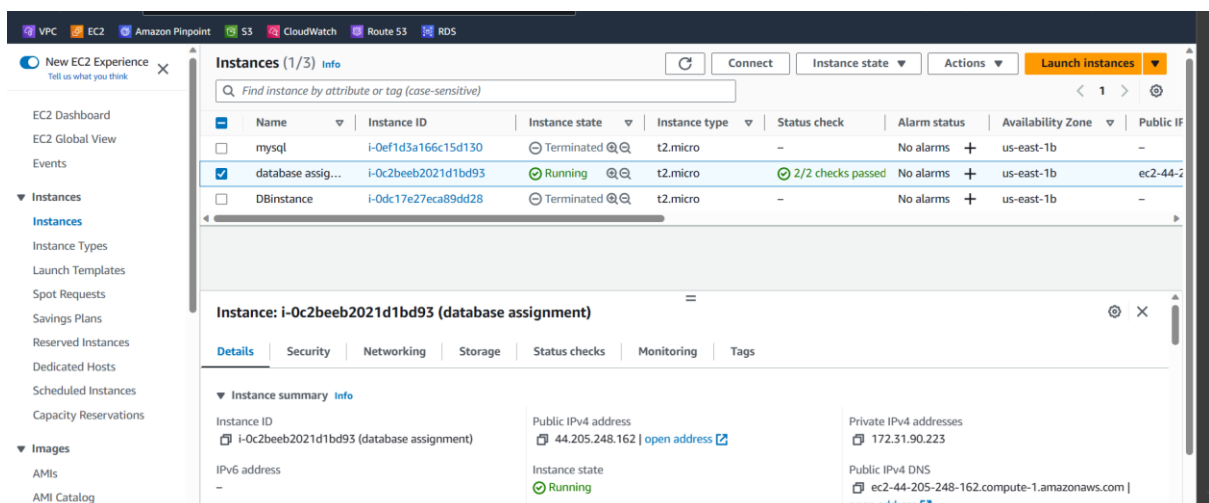 VPC EC2 Amazon Pinpoint S3 CloudWatch Route 53 RDS
New EC2 Experience
Tell us what you think
EC2 Dashboard
EC2 Global View
Events
Instances
Instances
Instance Types
Launch Templates
Spot Requests
Savings Plans
Reserved Instances
Dedicated Hosts
Scheduled Instances
Capacity Reservations
Images
AMIs
AMI Catalog
Instances (1/3) Info
Connect Instance state Actions Launch instances
Find instance by attribute or tag (case-sensitive)
1
Name Instance ID Instance state Instance type Status check Alarm status Availability Zone Public IP
mysql i-0ef1d3a166c15d130 Terminated t2.micro – No alarms + us-east-1b –
database assig... i-0c2beeb2021d1bd93 Running t2.micro 2/2 checks passed No alarms + us-east-1b ec2-44-2
DBinstance i-0dc17e27eca89dd28 Terminated t2.micro – No alarms + us-east-1b –
Instance: i-0c2beeb2021d1bd93 (database assignment)
Details Security Networking Storage Status checks Monitoring Tags
Instance summary Info
Instance ID Public IPv4 address Private IPv4 addresses
i-0c2beeb2021d1bd93 (database assignment) 44.205.248.162 | open address 172.31.90.223
IPv6 address Instance state Public IPv4 DNS
– Running ec2-44-205-248-162.compute-1.amazonaws.com |